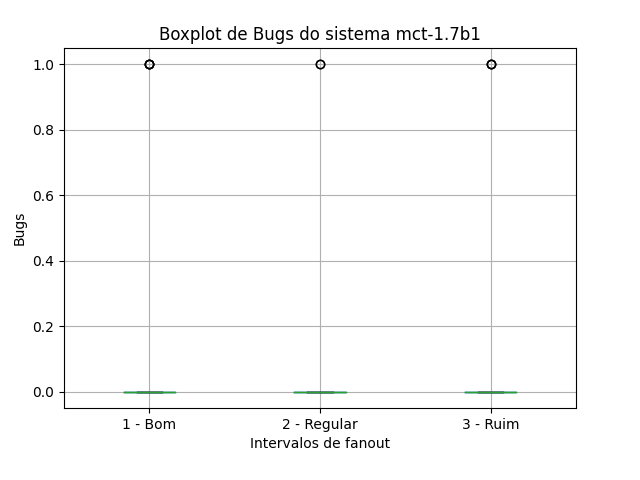 Boxplot de Bugs do sistema mct-1.7b1
1.0
0.8
0.6
0.4
0.2
0.0
Bugs
1 - Bom
2 - Regular
3 - Ruim
Intervalos de fanout